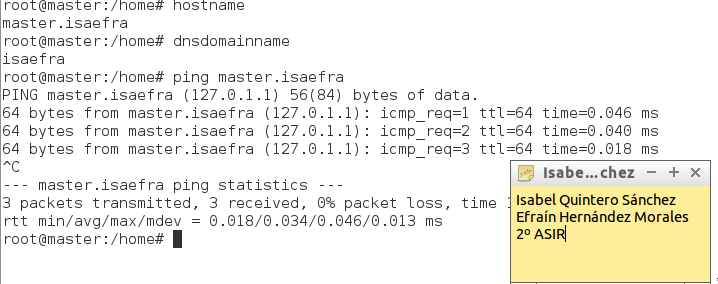 root@master:/home# hostname
master.isaefra
root@master:/home# dnsdomainname
isaefra
root@master:/home# ping master.isaefra
PING master.isaefra (127.0.1.1) 56(84) bytes of data.
64 bytes from master.isaefra (127.0.1.1): icmp_req=1 ttl=64 time=0.046 ms
64 bytes from master.isaefra (127.0.1.1): icmp_req=2 ttl=64 time=0.040 ms
64 bytes from master.isaefra (127.0.1.1): icmp_req=3 ttl=64 time=0.018 ms
^C
--- master.isaefra ping statistics ---
3 packets transmitted, 3 received, 0% packet loss, time
rtt min/avg/max/mdev = 0.018/0.034/0.046/0.013 ms
root@master:/home#
Isabe...chez
Isabel Quintero Sánchez
Efraín Hernández Morales
2º ASIR